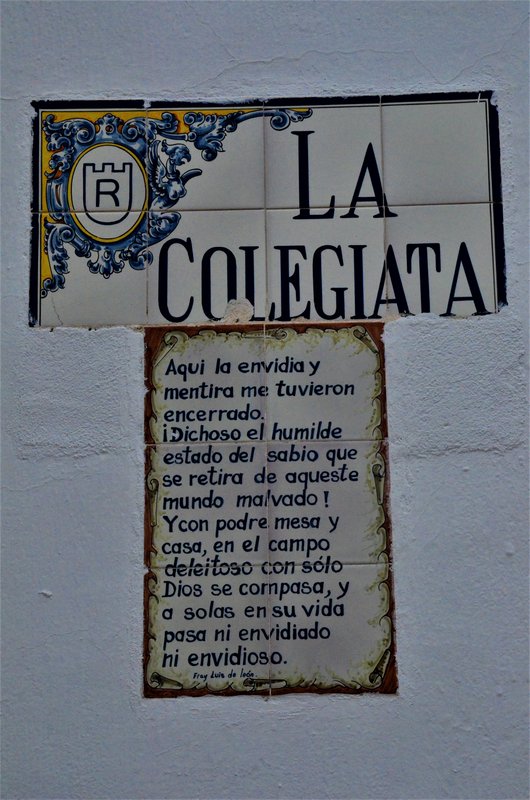 R
LA
COLEGIATA
Aqui la envidia y
mentira me tuvieron
encerrado.
¡Dichoso el humilde
estado del sabio que
se retira de aqueste
mundo malvado!
Y con podre mesa y
casa, en el campo
deleitoso con sólo
Dios se compasa, y
a solas en su vida
pasa ni envidiado
ni envidioso.
Fray Luis de león.